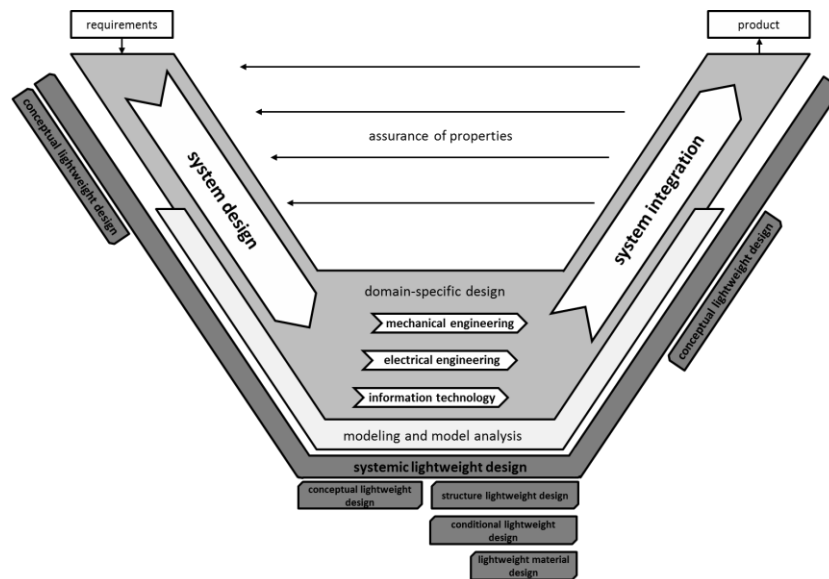 requirements
product
conceptual lightweight design
system design
assurance of properties
system integration
conceptual lightweight design
domain-specific design
mechanical engineering
electrical engineering
information technology
modeling and model analysis
systemic lightweight design
conceptual lightweight
design
structure lightweight design
conditional lightweight
design
lightweight material
design